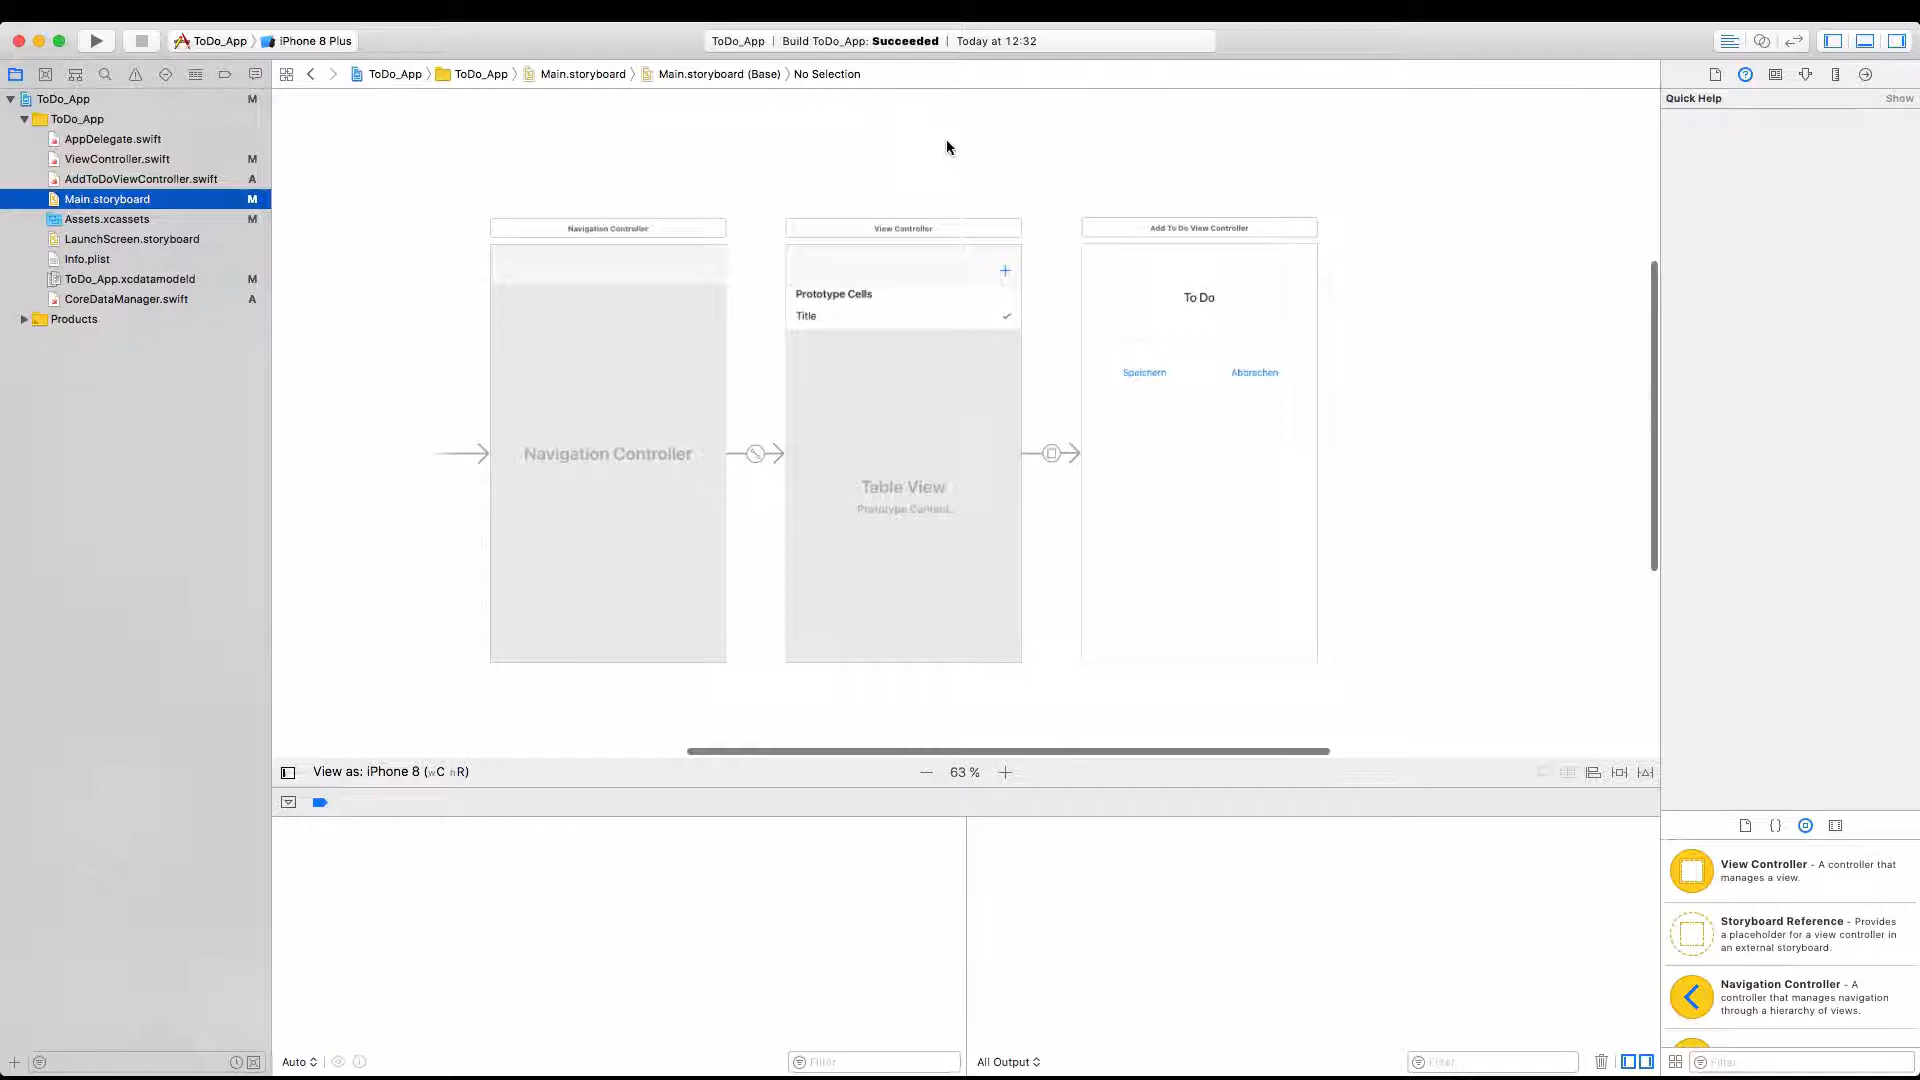 ToDo_App iPhone 8 Plus
ToDo_App | Build ToDo_App: Succeeded | Today at 12:32
ToDo_App ToDo_App Main.storyboard Main.storyboard (Base) No Selection
Quick Help Show
ToDo_App M
ToDo_App
AppDelegate.swift
ViewController.swift M
AddToDoViewController.swift A
Main.storyboard M
Assets.xcassets M
LaunchScreen.storyboard
Info.plist
ToDo_App.xcdatamodeld M
CoreDataManager.swift A
Products
Navigation Controller
View Controller
Add To Do View Controller
Prototype Cells
Title
To Do
Speichern Abbrechen
Navigation Controller
Table View
Prototype Content
View as: iPhone 8 (wC hR)
63 %
View Controller - A controller that
manages a view.
Storyboard Reference - Provides
a placeholder for a view controller in
an external storyboard.
Navigation Controller - A
controller that manages navigation
through a hierarchy of views.
Auto
Filter
All Output
Filter
Filter